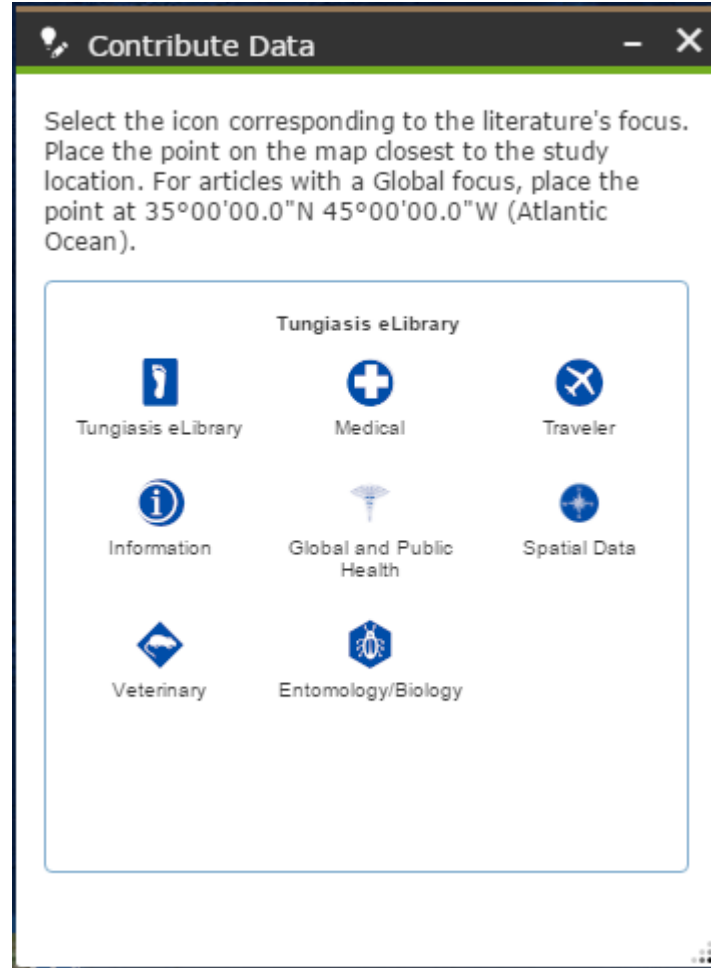 Contribute Data
Select the icon corresponding to the literature's focus.
Place the point on the map closest to the study
location. For articles with a Global focus, place the
point at 35°00'00.0"N 45°00'00.0"W (Atlantic
Ocean).
Tungiasis eLibrary
Tungiasis eLibrary
Medical
Traveler
Information
Global and Public
Health
Spatial Data
Veterinary
Entomology/Biology